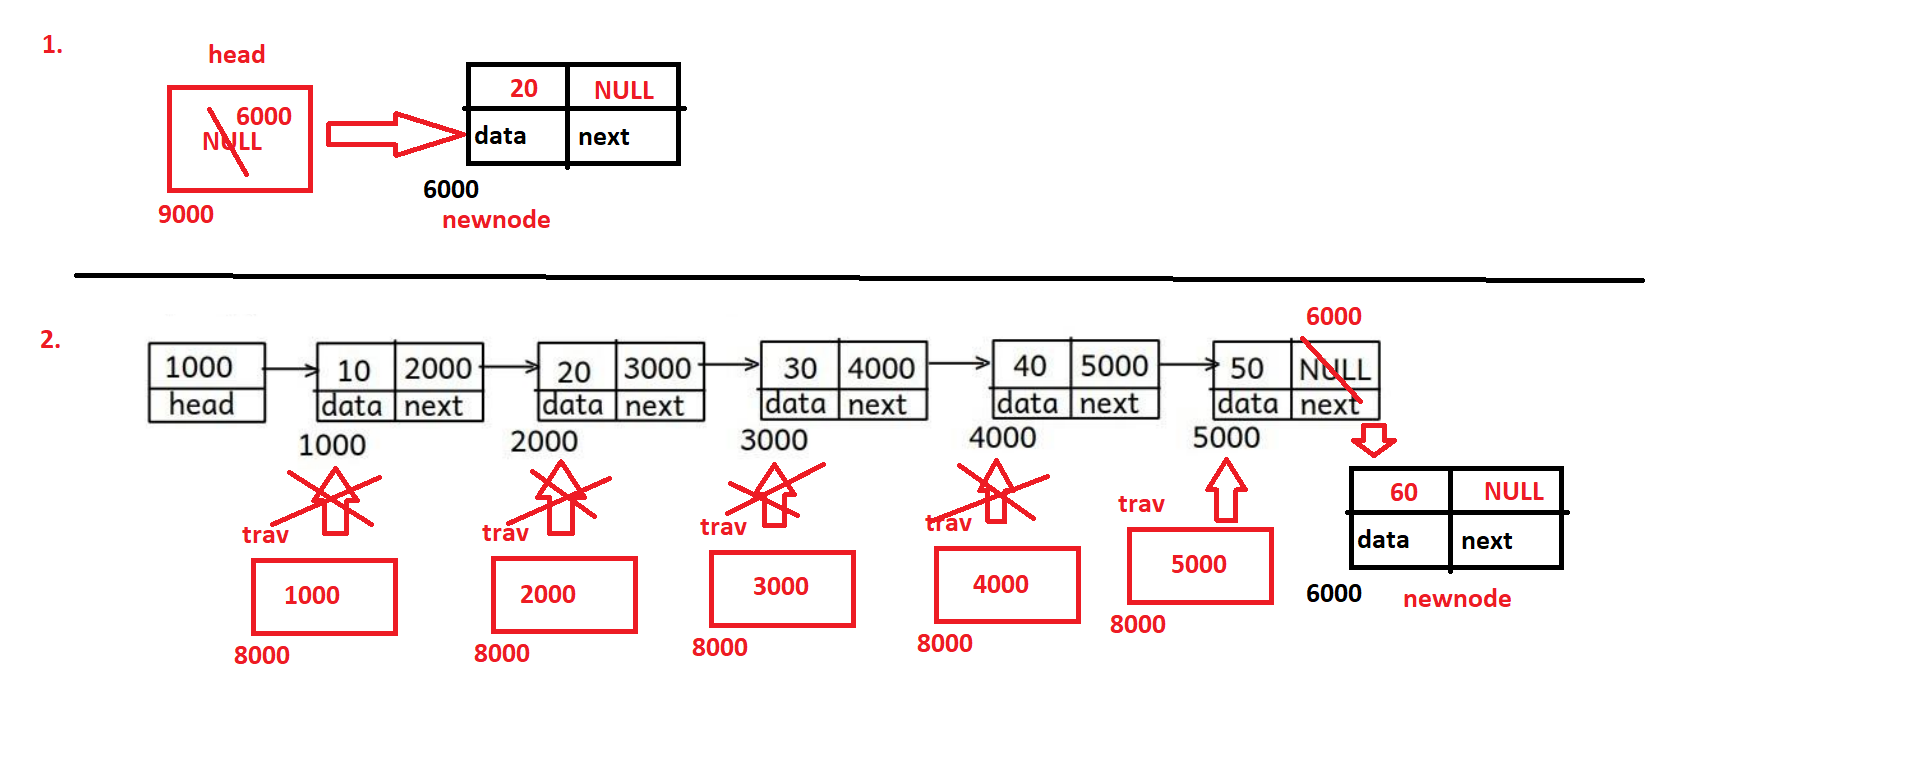 1.
head
6000
NULL
9000
20 NULL
data next
6000
newnode
2.
6000
1000 10 2000 20 3000 30 4000 40 5000 50 NULL
head data next data next data next data next data next
1000 2000 3000 4000 5000
trav trav trav trav trav
1000 2000 3000 4000 5000
8000 8000 8000 8000 8000
60 NULL
data next
6000 newnode